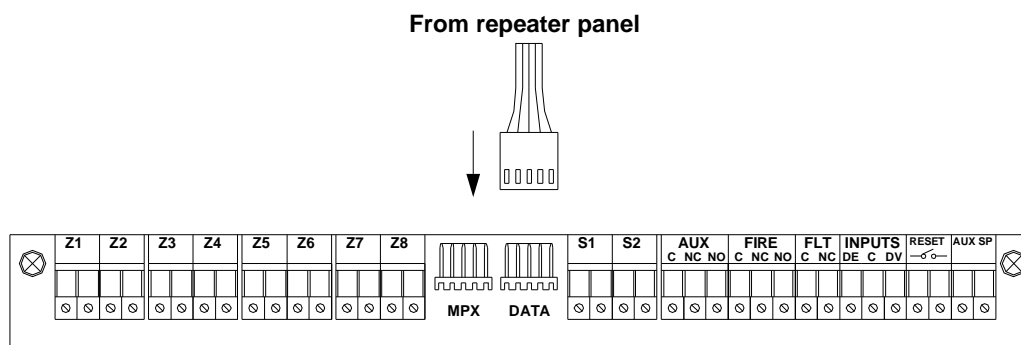 From repeater panel
Z1 Z2 Z3 Z4 Z5 Z6 Z7 Z8 S1 S2 AUX FIRE FLT INPUTS RESET AUX SP
C NC NO C NC NO C NC DE C DV
MPX DATA